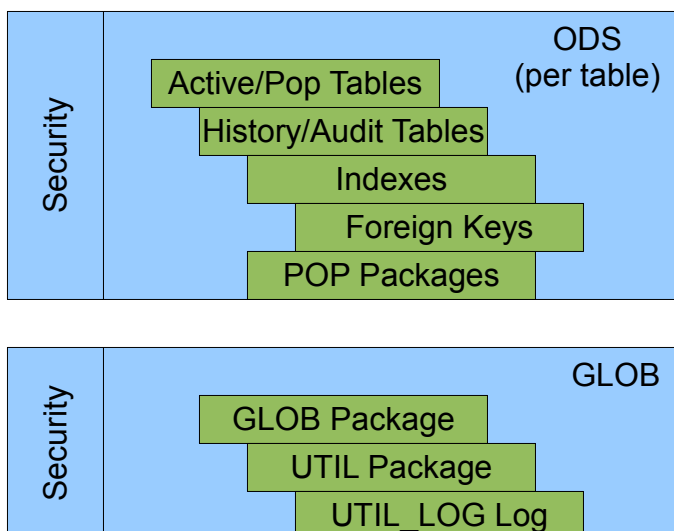 ODS
(per table)
Security
Active/Pop Tables
History/Audit Tables
Indexes
Foreign Keys
POP Packages
GLOB
Security
GLOB Package
UTIL Package
UTIL_LOG Log